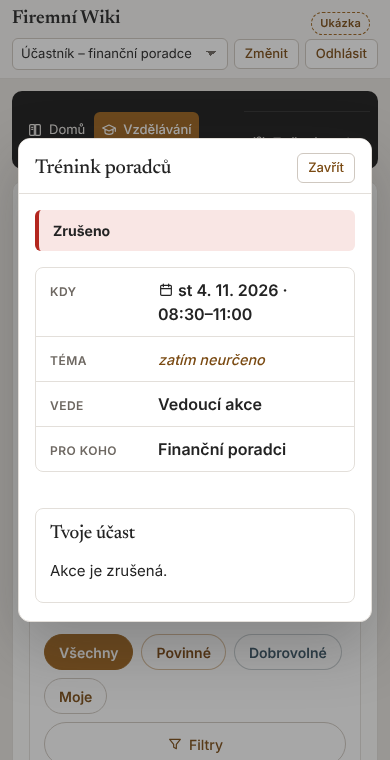 Firemní Wiki
Ukázka
Účastník – finanční poradce
Změnit
Odhlásit
Domů
Vzdělávání
Trénink poradců
Zavřít
Zrušeno
KDY
st 4. 11. 2026 ·
08:30–11:00
TÉMA
zatím neurčeno
VEDE
Vedoucí akce
PRO KOHO
Finanční poradci
Tvoje účast
Akce je zrušená.
Všechny
Povinné
Dobrovolné
Moje
Filtry